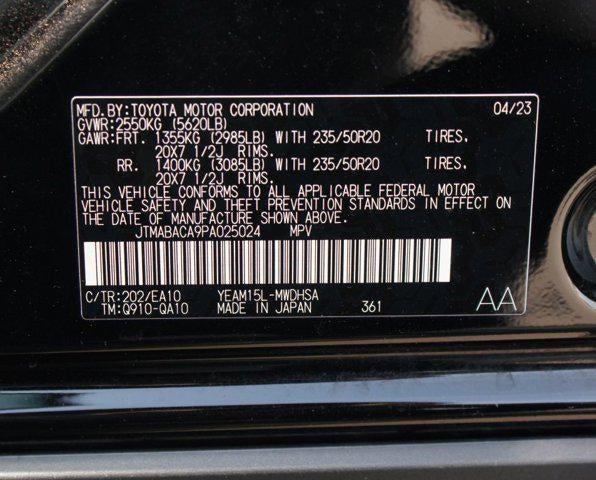 MFD.BY:TOYOTA MOTOR CORPORATION 04/23
GVWR:2550KG (5620LB)
GAWR:FRT. 1355KG (2985LB) WITH 235/50R20 TIRES,
20X7 1/2J RIMS.
RR. 1400KG (3085LB) WITH 235/50R20 TIRES,
20X7 1/2J RIMS.
THIS VEHICLE CONFORMS TO ALL APPLICABLE FEDERAL MOTOR
VEHICLE SAFETY AND THEFT PREVENTION STANDARDS IN EFFECT
ON THE DATE OF MANUFACTURE SHOWN ABOVE.
JTMABACA9PA025024 MPV
C/TR:202/EA10 YEAM15L-MWDHSA
TM:Q910-QA10 MADE IN JAPAN 361 AA